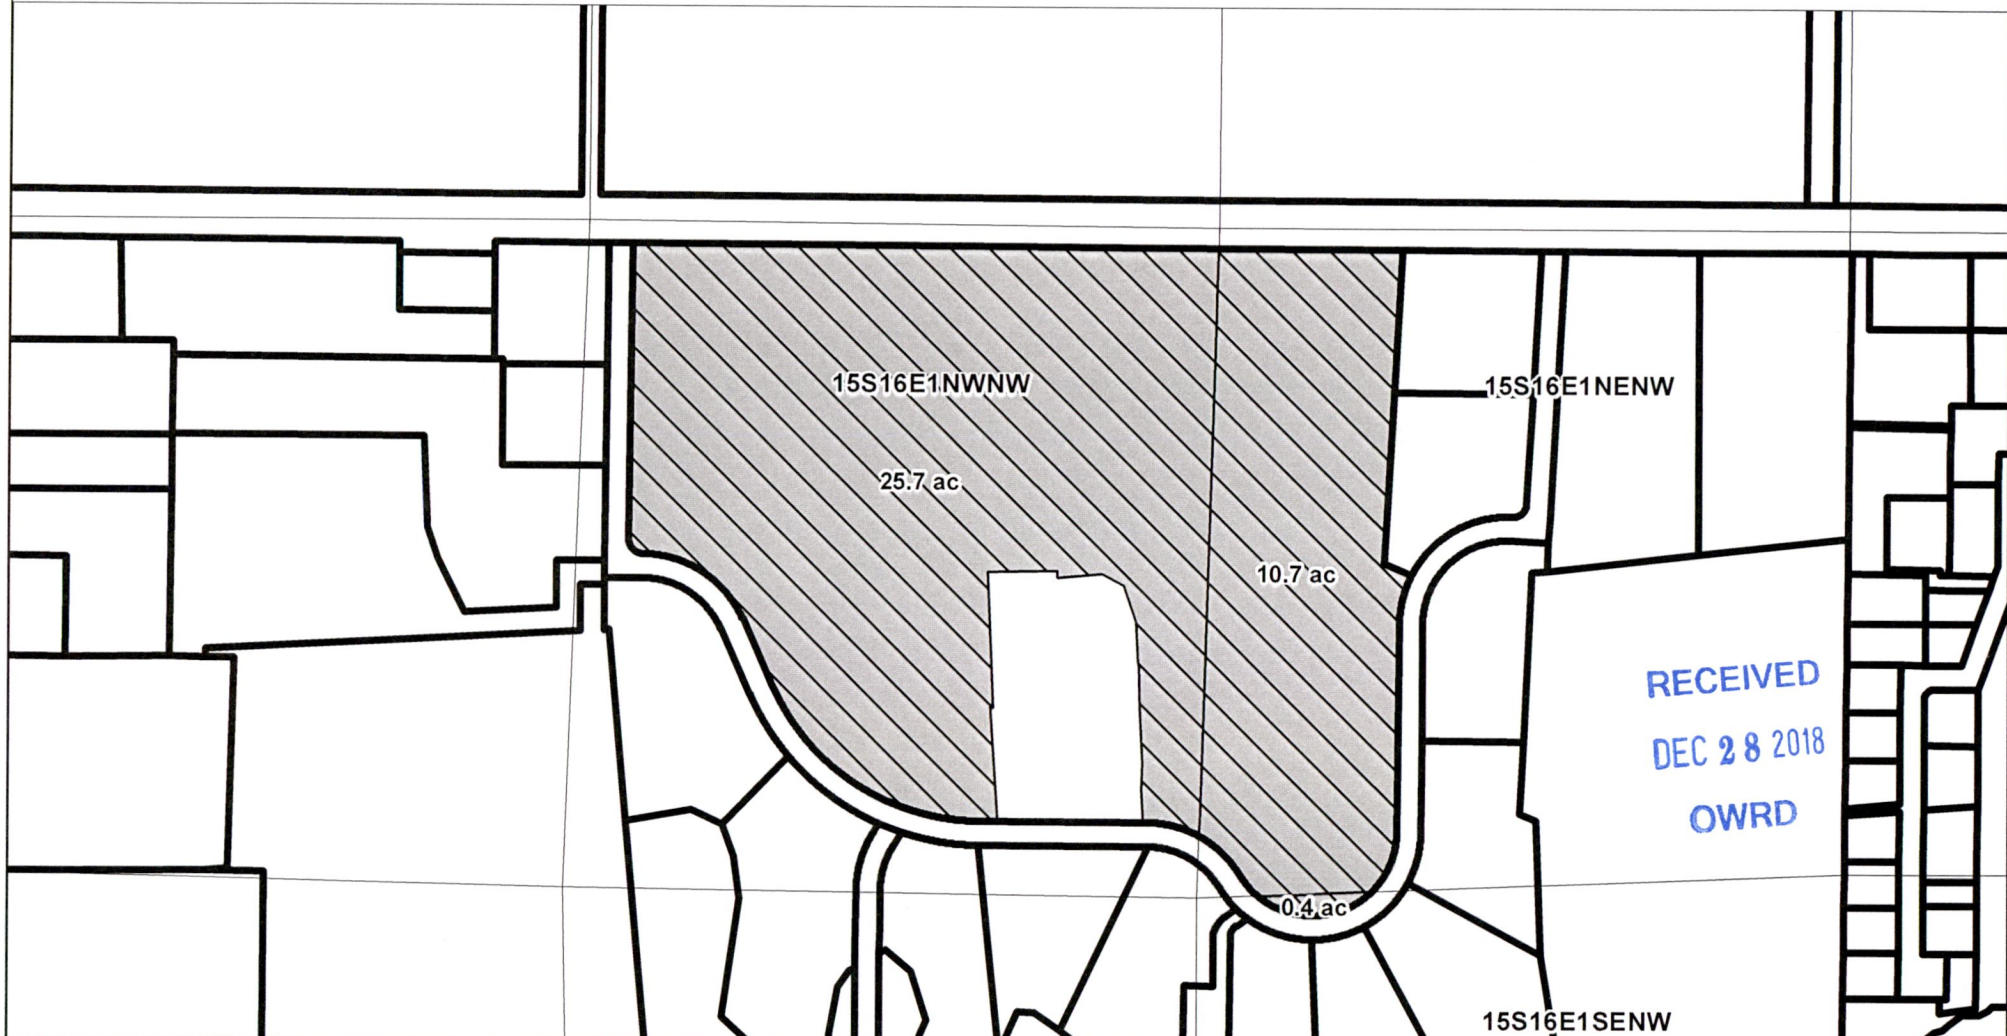 15S16E1NWNW
15S16E1NENW
25.7 ac
10.7 ac
RECEIVED
DEC 28 2018
OWRD
0.4 ac
15S16E1SENW